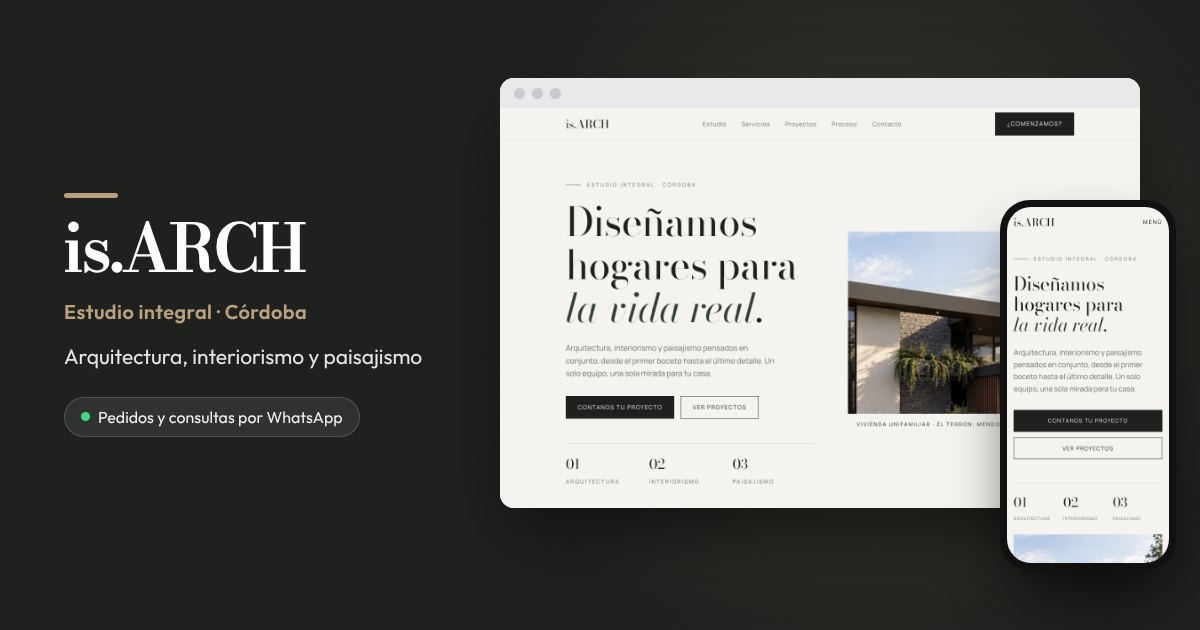 is.ARCH
Estudio integral · Córdoba
Arquitectura, interiorismo y paisajismo
Pedidos y consultas por WhatsApp
is.ARCH
Estudio
Servicios
Proyectos
Proceso
Contacto
¿COMENZAMOS?
ESTUDIO INTEGRAL · CÓRDOBA
Diseñamos
hogares para
la vida real.
Arquitectura, interiorismo y paisajismo pensados en
conjunto, desde el primer boceto hasta el último detalle. Un
solo equipo, una sola mirada para tu casa.
CONTANOS TU PROYECTO
VER PROYECTOS
VIVIENDA UNIFAMILIAR · EL TERRÓN,
01
02
03
ARQUITECTURA
INTERIORISMO
PAISAJISMO
is.ARCH
MENÚ
ESTUDIO INTEGRAL · CÓRDOBA
Diseñamos
hogares para
la vida real.
Arquitectura, interiorismo y paisajismo
pensados en conjunto, desde el primer
boceto hasta el último detalle. Un solo
equipo, una sola mirada para tu casa.
CONTANOS TU PROYECTO
VER PROYECTOS
01
02
03
ARQUITECTURA
INTERIORISMO
PAISAJISMO